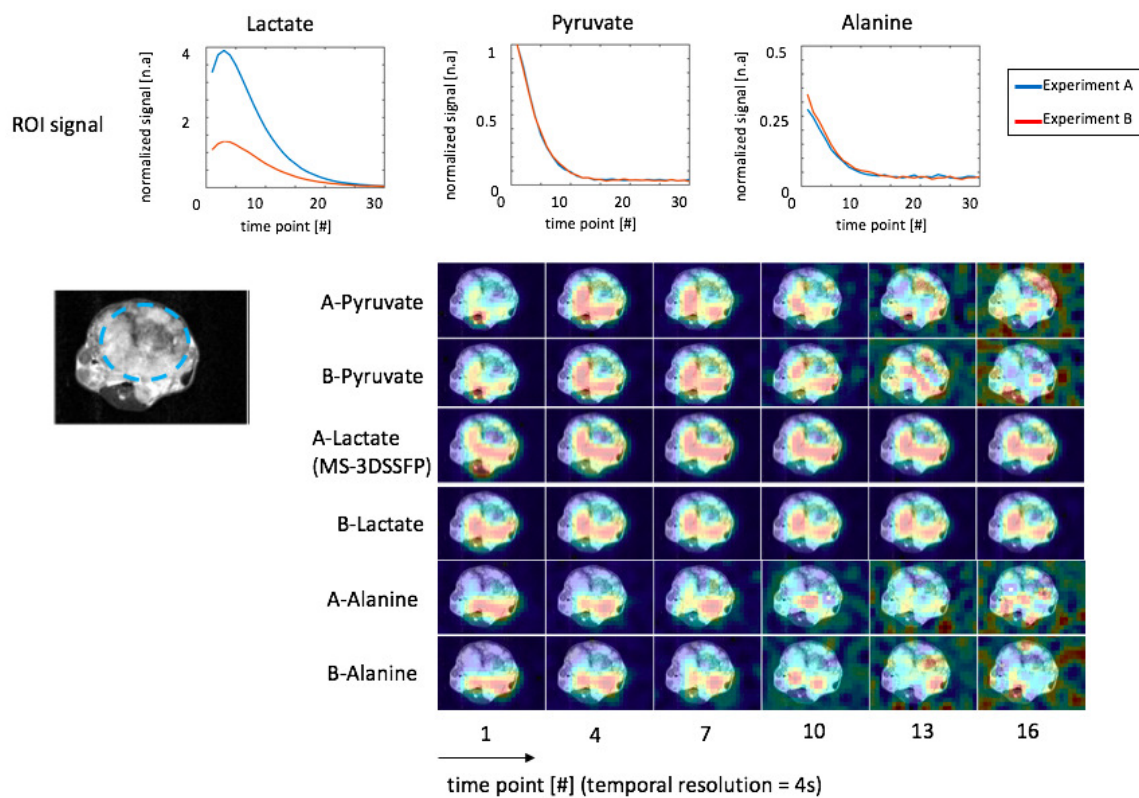 Lactate
Pyruvate
Alanine
ROI signal
normalized signal [n.a]
4
2
0
10
20
30
time point [#]
normalized signal [n.a]
1
0.5
0
0
10
20
30
time point [#]
normalized signal [n.a]
0.5
0.25
0
0
10
20
30
time point [#]
Experiment A
Experiment B
A-Pyruvate
B-Pyruvate
A-Lactate
(MS-3DSSFP)
B-Lactate
A-Alanine
B-Alanine
1 4 7 10 13 16
time point [#] (temporal resolution = 4s)